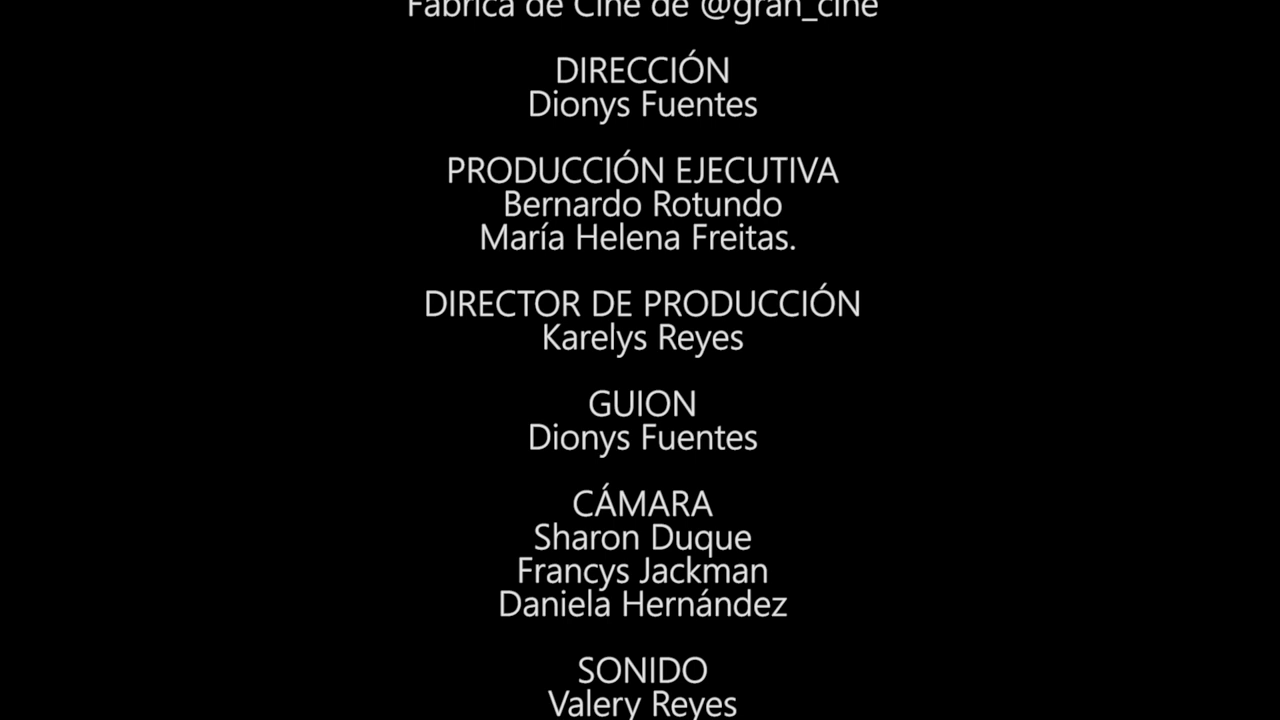 Fábrica de Cine de @gran_cine
DIRECCIÓN
Dionys Fuentes
PRODUCCIÓN EJECUTIVA
Bernardo Rotundo
María Helena Freitas.
DIRECTOR DE PRODUCCIÓN
Karelys Reyes
GUION
Dionys Fuentes
CÁMARA
Sharon Duque
Francys Jackman
Daniela Hernández
SONIDO
Valery Reyes